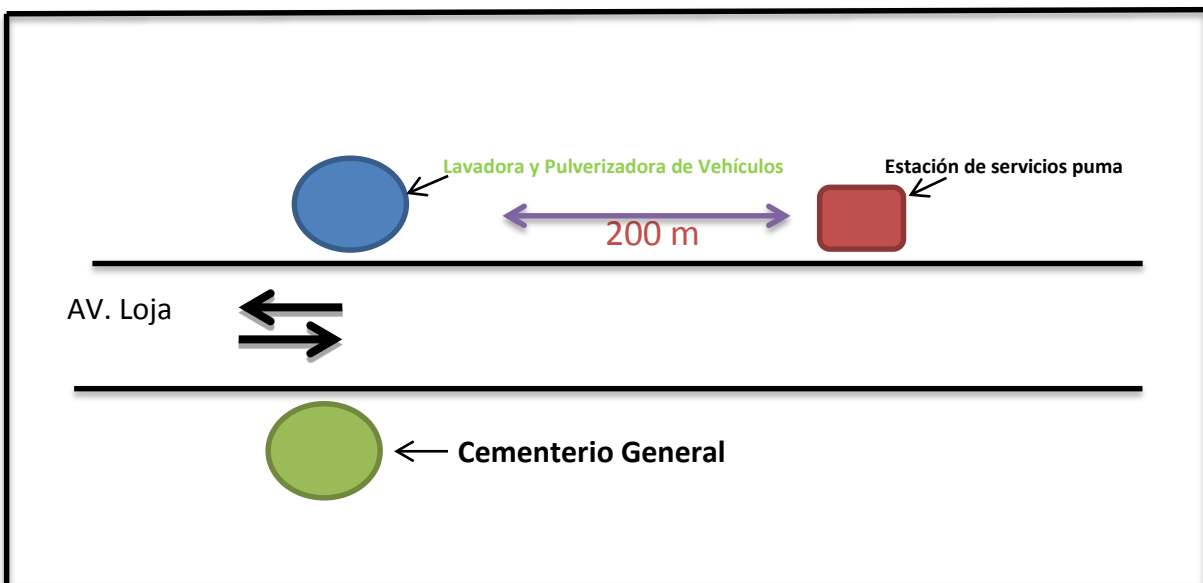 Lavadora y Pulverizadora de Vehículos
Estación de servicios puma
200 m
AV. Loja
Cementerio General